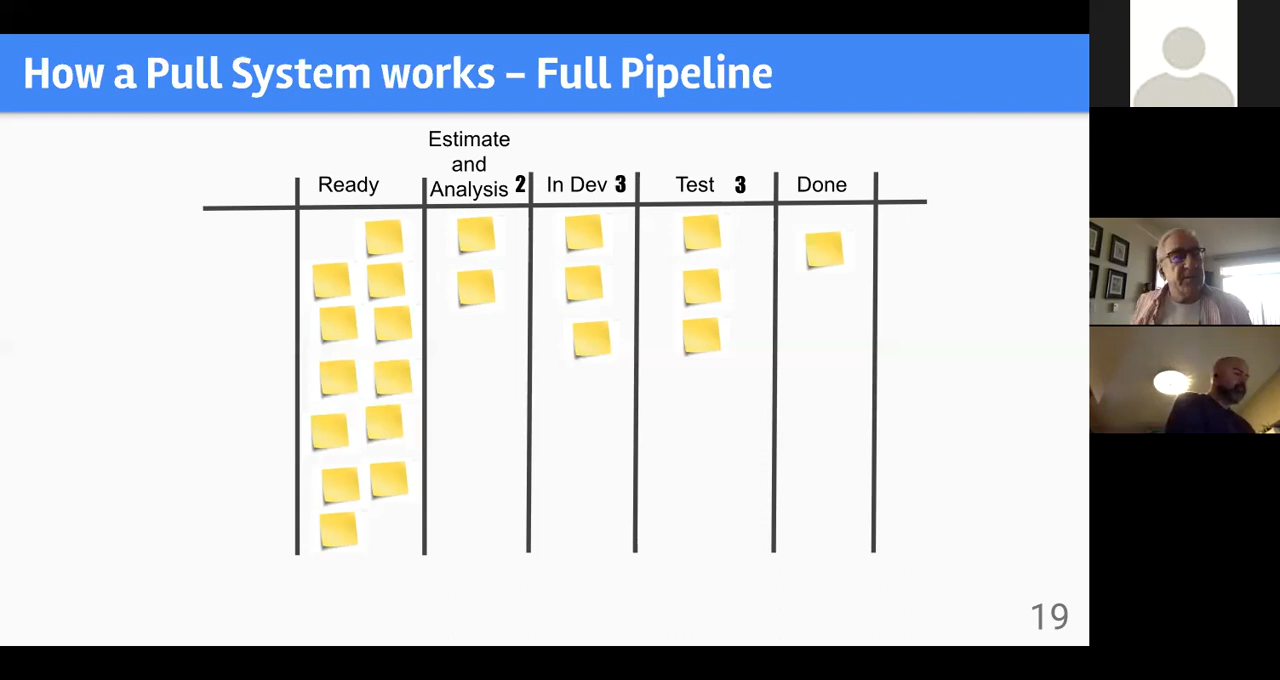 How a Pull System works – Full Pipeline
Estimate
and
Ready Analysis 2 In Dev 3 Test 3 Done
19